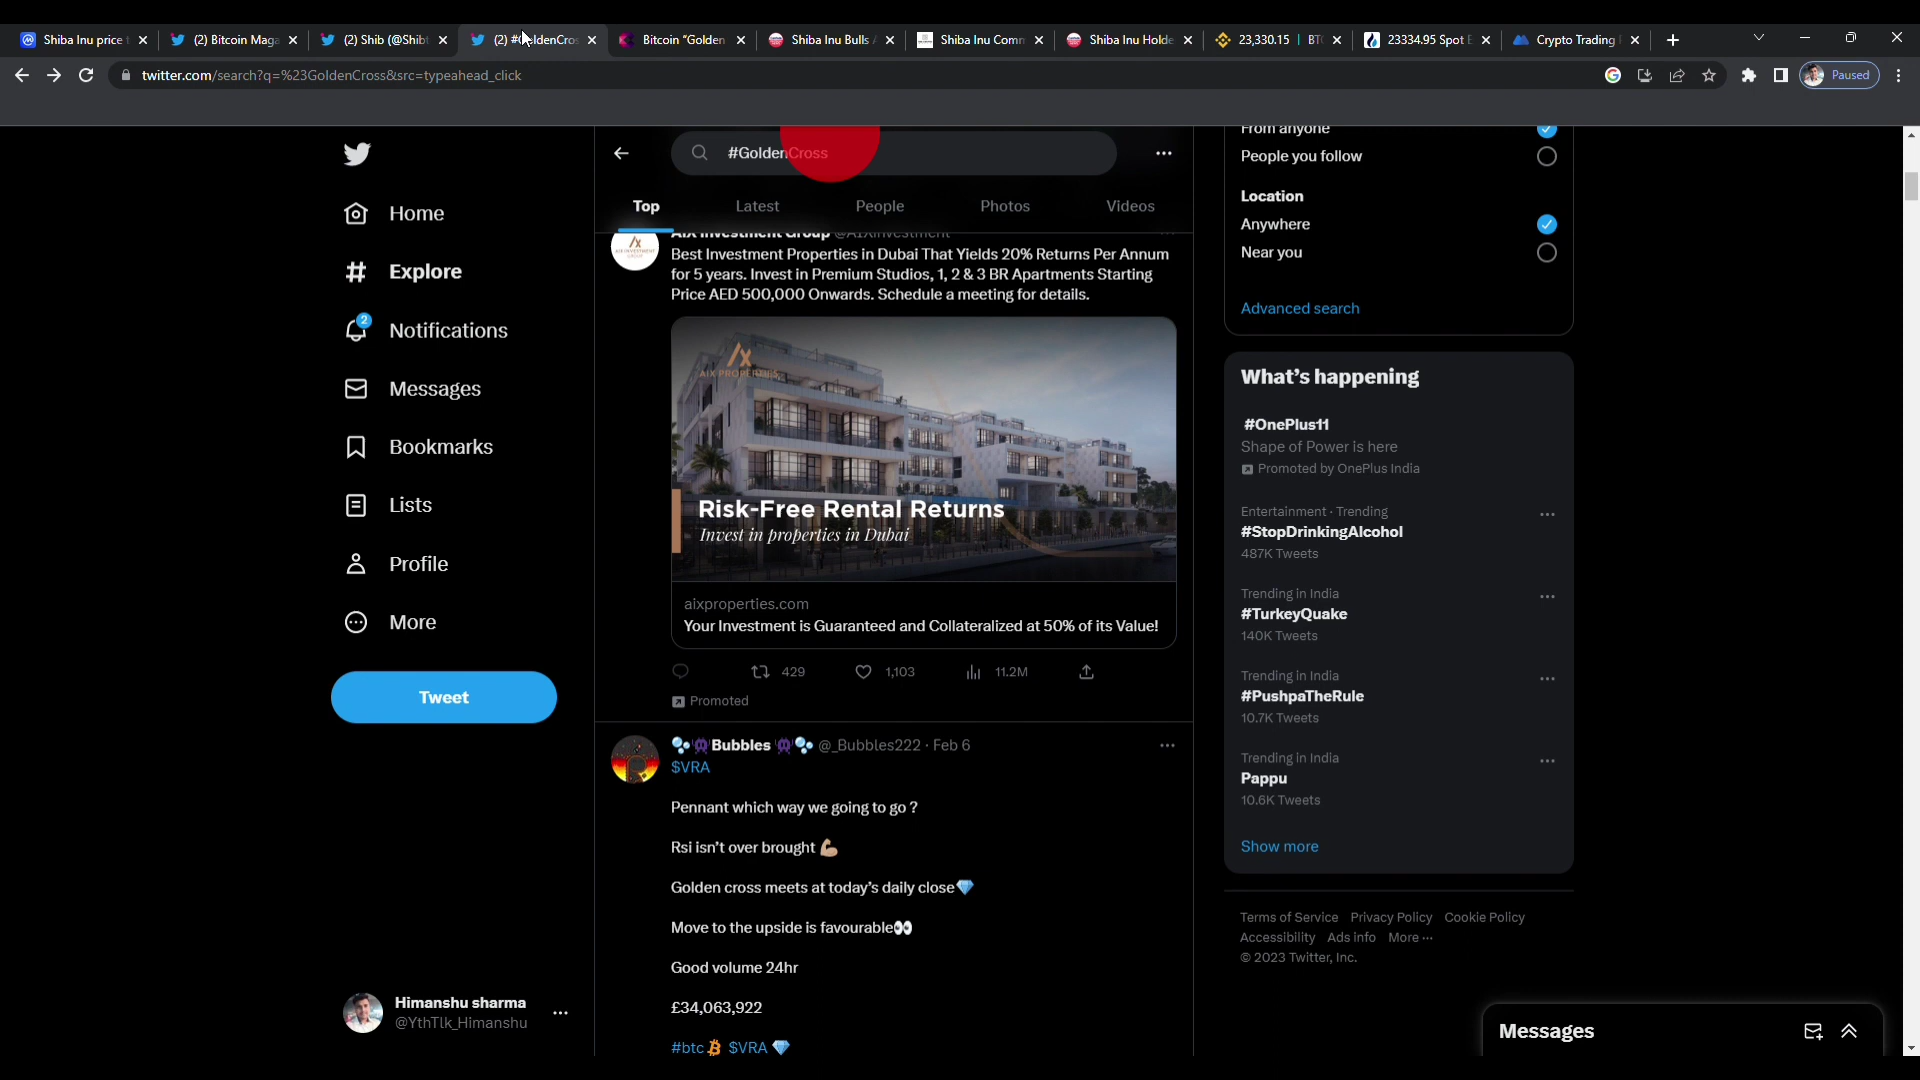 Shiba Inu price t
(2) Bitcoin Maga
(2) Shib (@Shibt
(2) #GoldenCros
Bitcoin "Golden
Shiba Inu Bulls A
Shiba Inu Comm
Shiba Inu Holde
23,330.15 | BTC
23334.95 Spot E
Crypto Trading
twitter.com/search?q=%23GoldenCross&src=typeahead_click
Paused
Home
Explore
2
Notifications
Messages
Bookmarks
Lists
Profile
More
Tweet
Himanshu sharma
@YthTlk_Himanshu
#GoldenCross
Top
Latest
People
Photos
Videos
AIX Investment Group @AIXinvestment
Best Investment Properties in Dubai That Yields 20% Returns Per Annum
for 5 years. Invest in Premium Studios, 1, 2 & 3 BR Apartments Starting
Price AED 500,000 Onwards. Schedule a meeting for details.
AIX PROPERTIES
Risk-Free Rental Returns
Invest in properties in Dubai
aixproperties.com
Your Investment is Guaranteed and Collateralized at 50% of its Value!
429
1,103
11.2M
Promoted
🫧👾Bubbles👾🫧 @_Bubbles222 · Feb 6
$VRA
Pennant which way we going to go ?
Rsi isn't over brought 💪🏼
Golden cross meets at today's daily close💎
Move to the upside is favourable👀
Good volume 24hr
£34,063,922
#btc $VRA 💎
From anyone
People you follow
Location
Anywhere
Near you
Advanced search
What's happening
#OnePlus11
Shape of Power is here
Promoted by OnePlus India
Entertainment · Trending
#StopDrinkingAlcohol
487K Tweets
Trending in India
#TurkeyQuake
140K Tweets
Trending in India
#PushpaTheRule
10.7K Tweets
Trending in India
Pappu
10.6K Tweets
Show more
Terms of Service Privacy Policy Cookie Policy
Accessibility Ads info More ···
© 2023 Twitter, Inc.
Messages